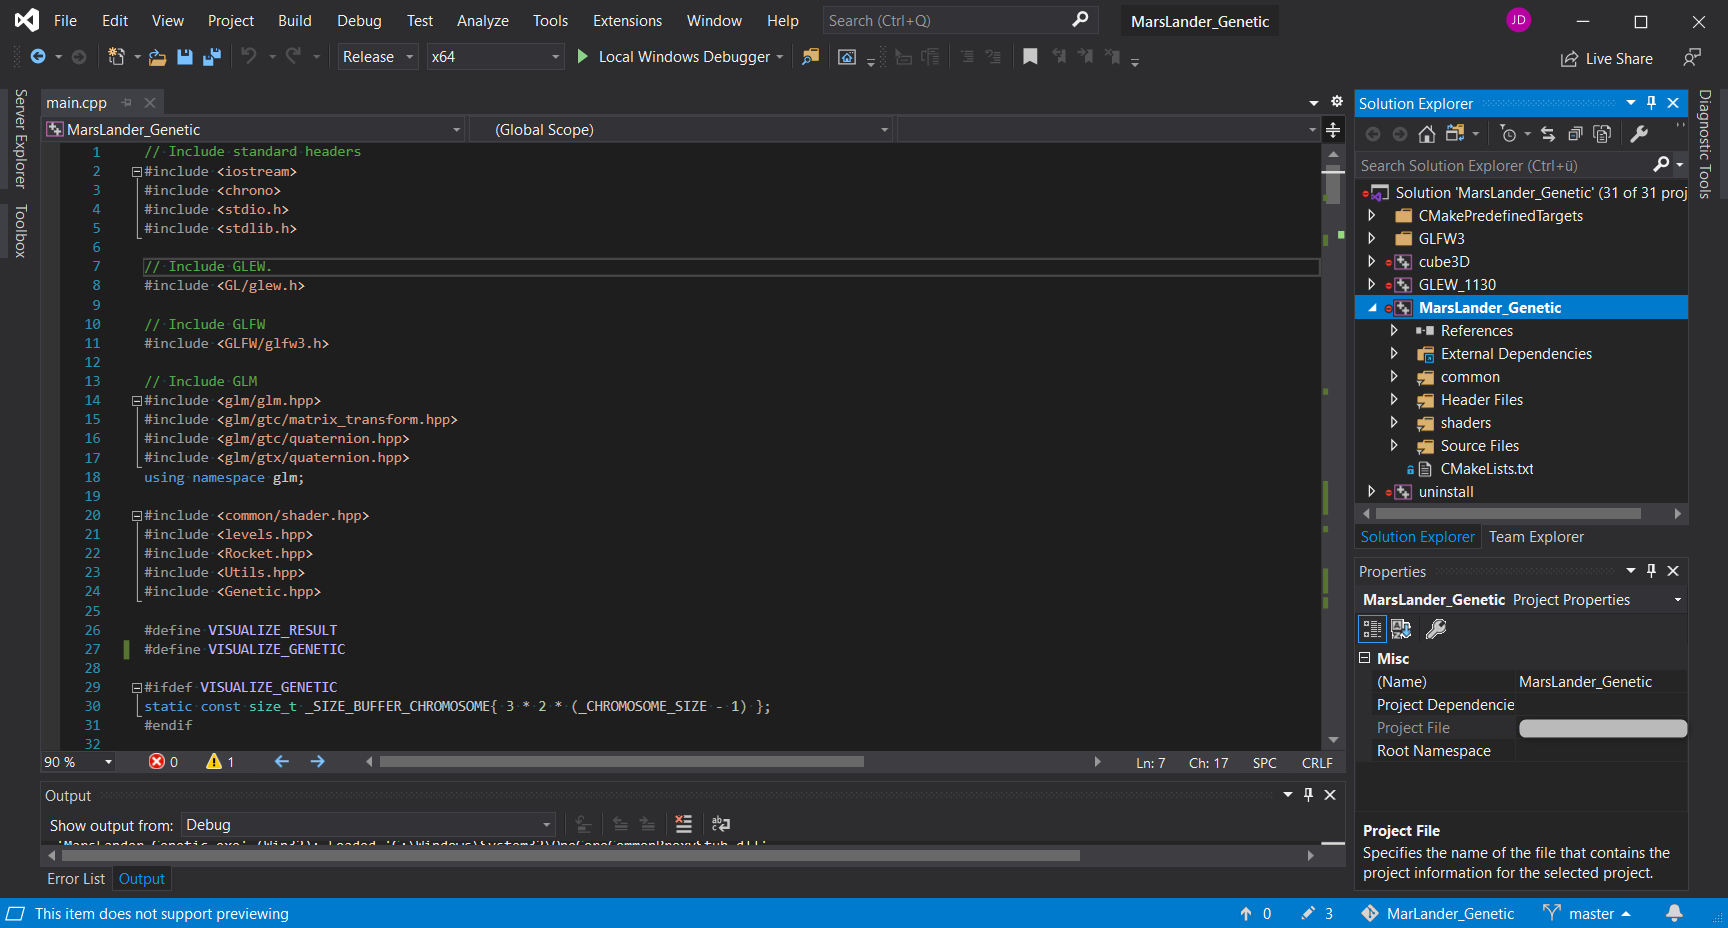 File Edit View Project Build Debug Test Analyze Tools Extensions Window Help Search (Ctrl+Q) MarsLander_Genetic JD
Release x64 Local Windows Debugger Live Share
Server Explorer
Toolbox
main.cpp
MarsLander_Genetic (Global Scope)
1 // Include standard headers
2 #include <iostream>
3 #include <chrono>
4 #include <stdio.h>
5 #include <stdlib.h>
6
7 // Include GLEW.
8 #include <GL/glew.h>
9
10 // Include GLFW
11 #include <GLFW/glfw3.h>
12
13 // Include GLM
14 #include <glm/glm.hpp>
15 #include <glm/gtc/matrix_transform.hpp>
16 #include <glm/gtc/quaternion.hpp>
17 #include <glm/gtx/quaternion.hpp>
18 using namespace glm;
19
20 #include <common/shader.hpp>
21 #include <levels.hpp>
22 #include <Rocket.hpp>
23 #include <Utils.hpp>
24 #include <Genetic.hpp>
25
26 #define VISUALIZE_RESULT
27 #define VISUALIZE_GENETIC
28
29 #ifdef VISUALIZE_GENETIC
30 static const size_t _SIZE_BUFFER_CHROMOSOME{ 3 * 2 * (_CHROMOSOME_SIZE - 1) };
31 #endif
32
90 % 0 1 Ln: 7 Ch: 17 SPC CRLF
Output
Show output from: Debug
Error List Output
Solution Explorer
Search Solution Explorer (Ctrl+ü)
Solution 'MarsLander_Genetic' (31 of 31 proj
CMakePredefinedTargets
GLFW3
cube3D
GLEW_1130
MarsLander_Genetic
References
External Dependencies
common
Header Files
shaders
Source Files
CMakeLists.txt
uninstall
Solution Explorer Team Explorer
Properties
MarsLander_Genetic Project Properties
Misc
(Name) MarsLander_Genetic
Project Dependencie
Project File
Root Namespace
Project File
Specifies the name of the file that contains the
project information for the selected project.
Diagnostic Tools
This item does not support previewing 0 3 MarLander_Genetic master